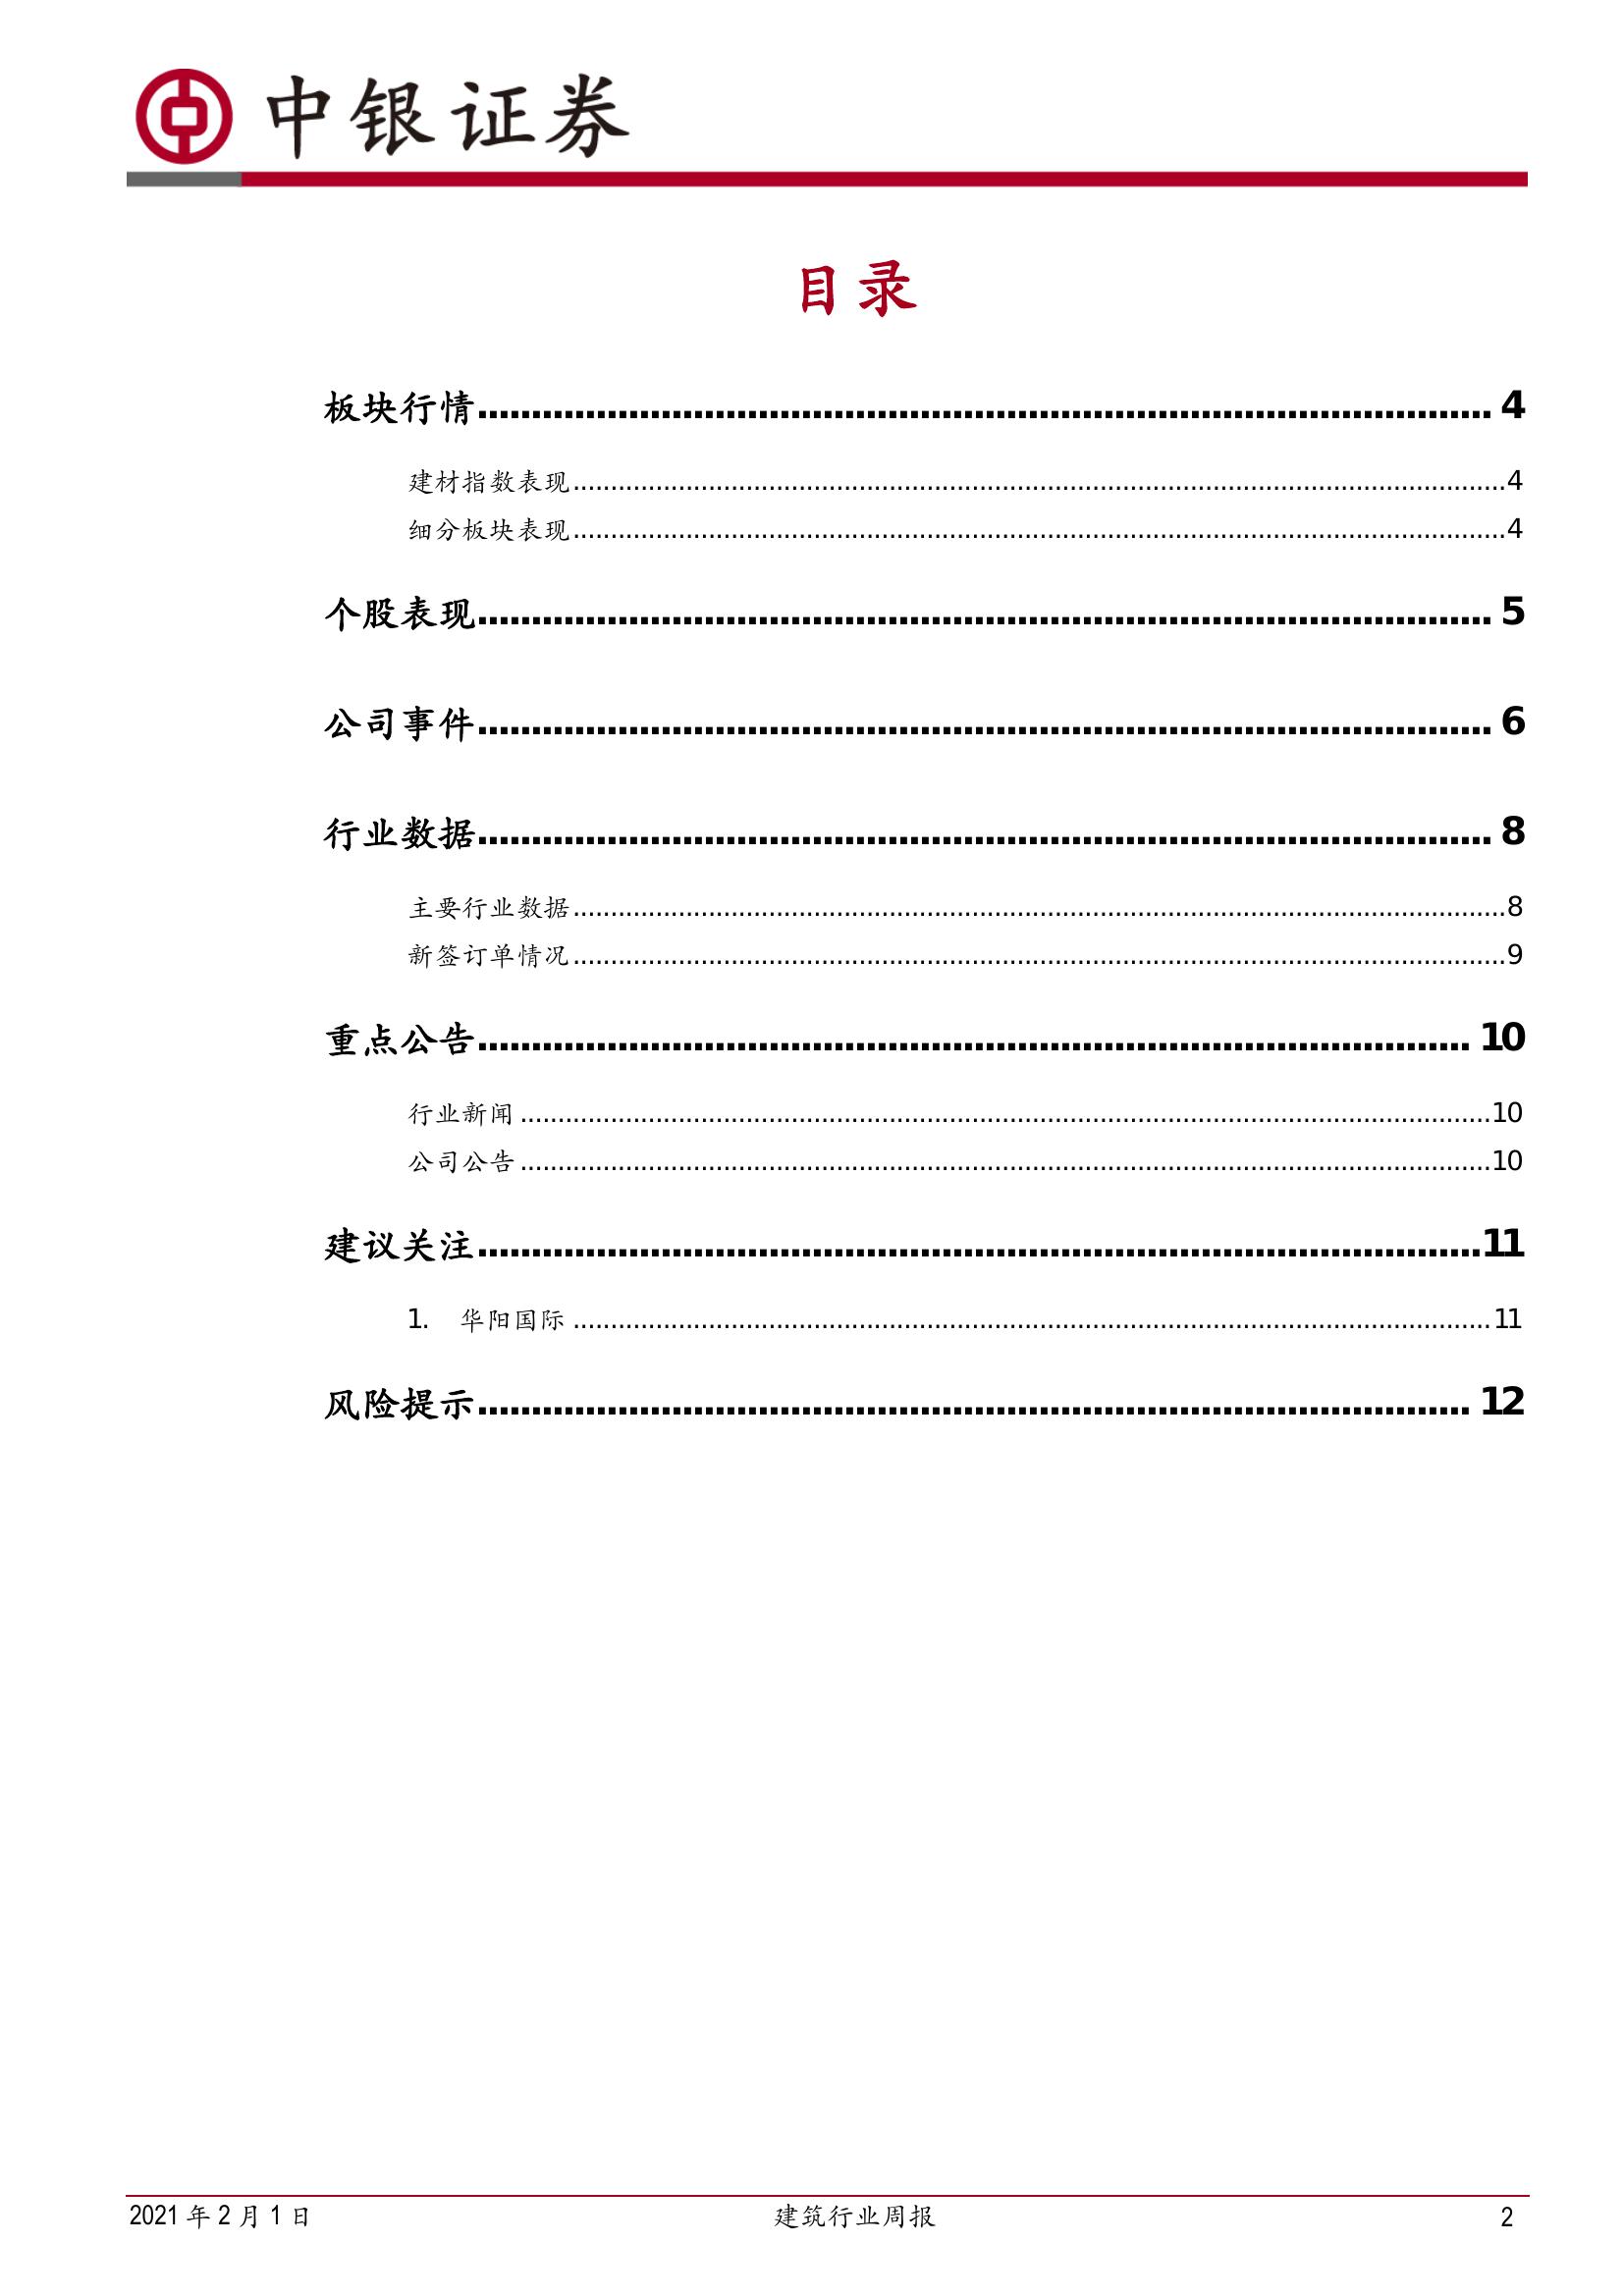 中银证券
目录
板块行情........................................................................ 4
建材指数表现........................................................................4
细分板块表现........................................................................4
个股表现........................................................................ 5
公司事件........................................................................ 6
行业数据........................................................................ 8
主要行业数据........................................................................8
新签订单情况........................................................................9
重点公告........................................................................ 10
行业新闻........................................................................10
公司公告........................................................................10
建议关注........................................................................11
1. 华阳国际........................................................................11
风险提示........................................................................ 12
2021 年 2 月 1 日 建筑行业周报 2